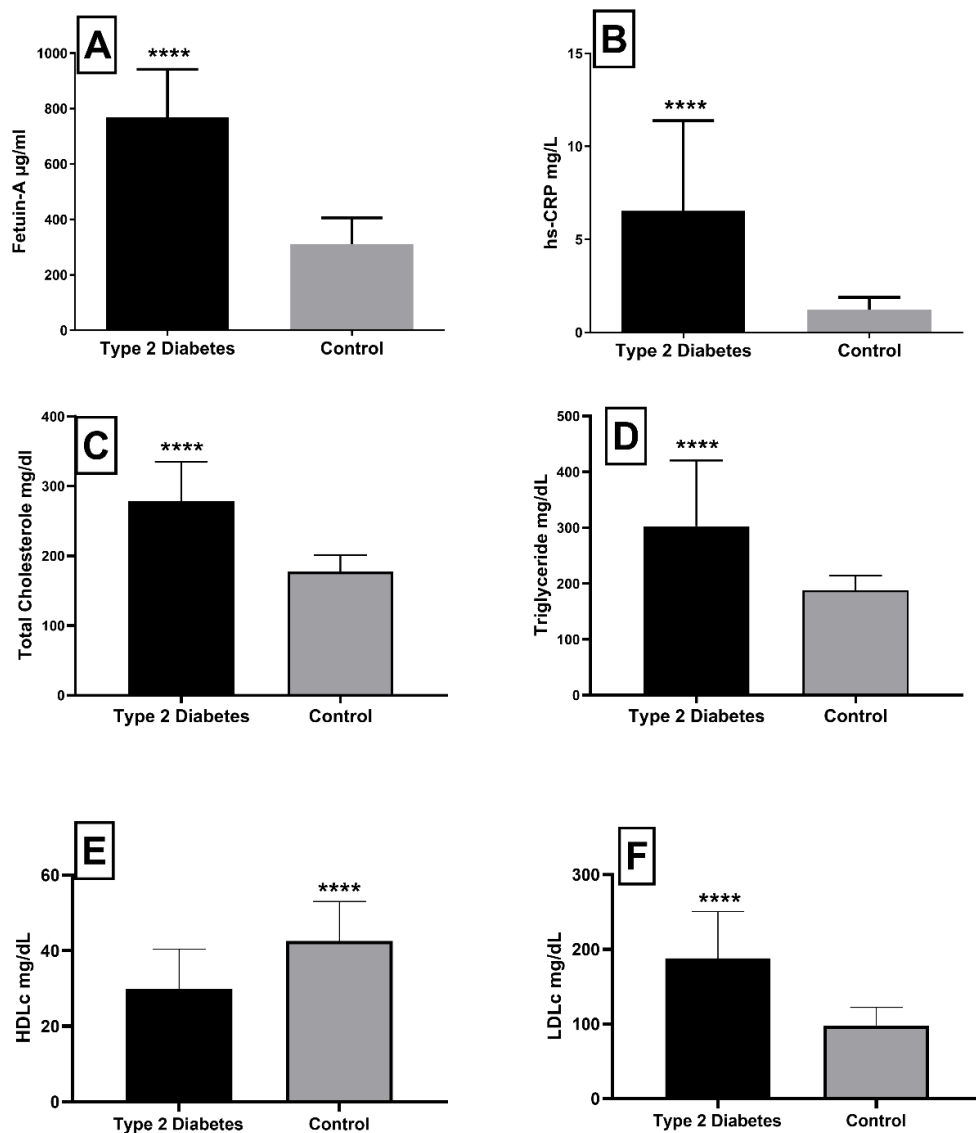 A
****
1000
800
600
400
200
0
Fetuin-A µg/ml
Type 2 Diabetes
Control
B
****
15
10
5
0
hs-CRP mg/L
Type 2 Diabetes
Control
C
****
400
300
200
100
0
Total Cholesterole mg/dl
Type 2 Diabetes
Control
D
****
500
400
300
200
100
0
Triglyceride mg/dL
Type 2 Diabetes
Control
E
****
60
40
20
0
HDLc mg/dL
Type 2 Diabetes
Control
F
****
300
200
100
0
LDLc mg/dL
Type 2 Diabetes
Control